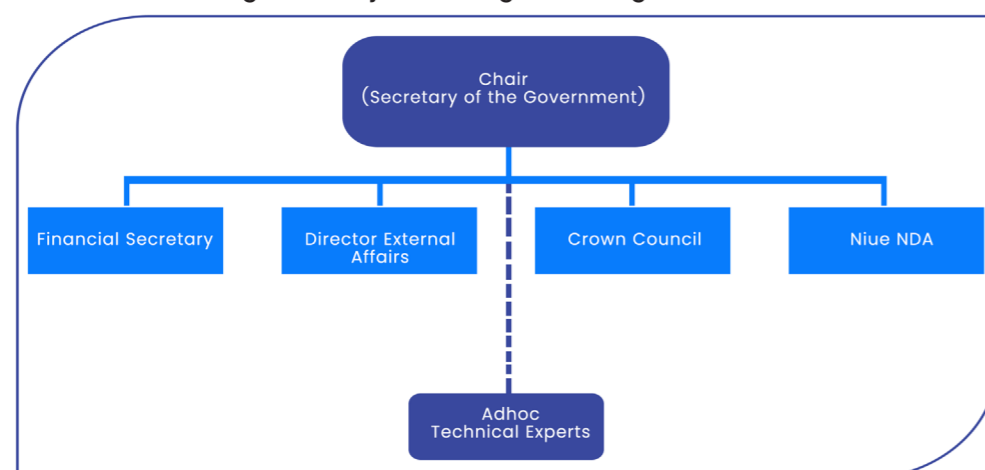 Chair
(Secretary of the Government)
Financial Secretary
Director External
Affairs
Crown Council
Niue NDA
Adhoc
Technical Experts